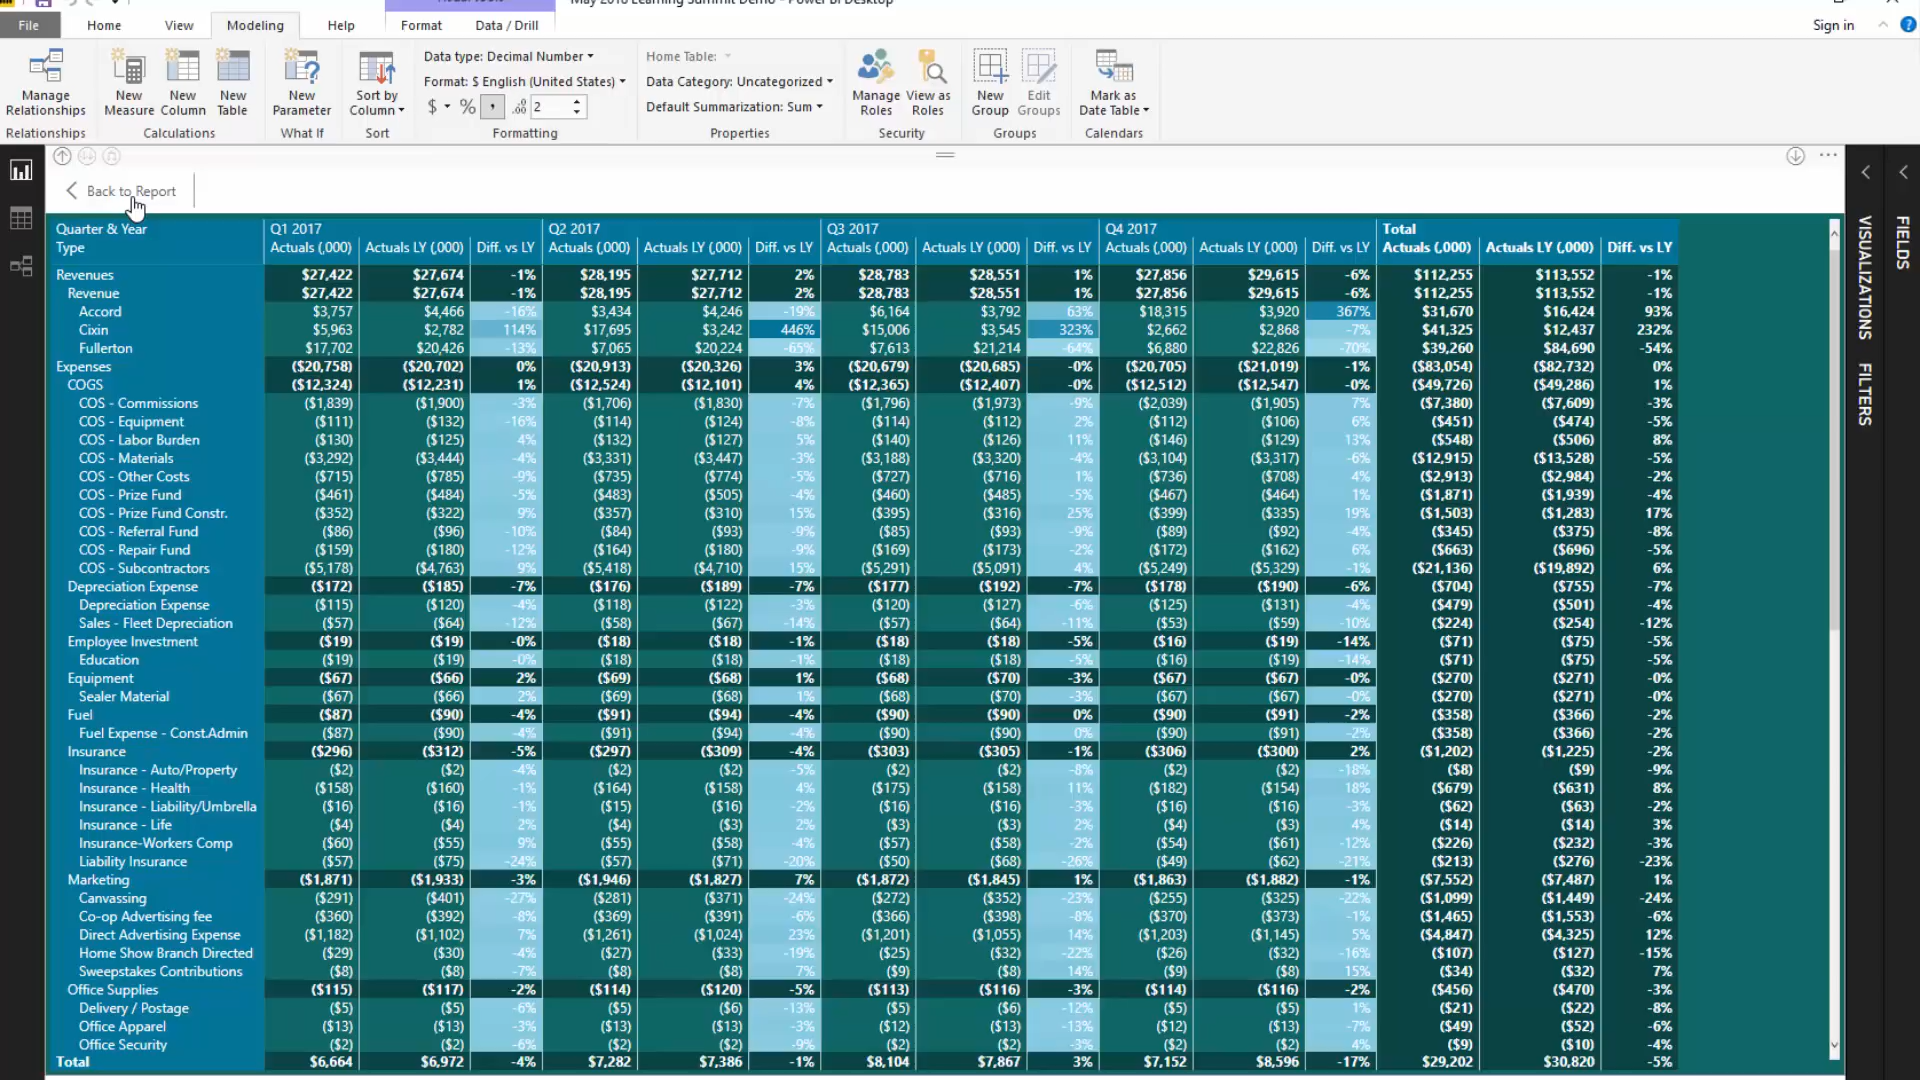 May 2018 Learning Summit Demo - Power BI Desktop
File Home View Modeling Help Format Data / Drill Sign in
Manage Relationships
New Measure
New Column
New Table
New Parameter
Sort by Column
Data type: Decimal Number
Format: $ English (United States)
$ % , .00 2
Home Table:
Data Category: Uncategorized
Default Summarization: Sum
Manage Roles
View as Roles
New Group
Edit Groups
Mark as Date Table
Relationships Calculations What If Sort Formatting Properties Security Groups Calendars
Back to Report
VISUALIZATIONS
FILTERS
FIELDS
Quarter & Year Q1 2017 Q2 2017 Q3 2017 Q4 2017 Total
Type Actuals (,000) Actuals LY (,000) Diff. vs LY Actuals (,000) Actuals LY (,000) Diff. vs LY Actuals (,000) Actuals LY (,000) Diff. vs LY Actuals (,000) Actuals LY (,000) Diff. vs LY Actuals (,000) Actuals LY (,000) Diff. vs LY
Revenues $27,422 $27,674 -1% $28,195 $27,712 2% $28,783 $28,551 1% $27,856 $29,615 -6% $112,255 $113,552 -1%
Revenue $27,422 $27,674 -1% $28,195 $27,712 2% $28,783 $28,551 1% $27,856 $29,615 -6% $112,255 $113,552 -1%
Accord $3,757 $4,466 -16% $3,434 $4,246 -19% $6,164 $3,792 63% $18,315 $3,920 367% $31,670 $16,424 93%
Cixin $5,963 $2,782 114% $17,695 $3,242 446% $15,006 $3,545 323% $2,662 $2,868 -7% $41,325 $12,437 232%
Fullerton $17,702 $20,426 -13% $7,065 $20,224 -65% $7,613 $21,214 -64% $6,880 $22,826 -70% $39,260 $84,690 -54%
Expenses ($20,758) ($20,702) 0% ($20,913) ($20,326) 3% ($20,679) ($20,685) -0% ($20,705) ($21,019) -1% ($83,054) ($82,732) 0%
COGS ($12,324) ($12,231) 1% ($12,524) ($12,101) 4% ($12,365) ($12,407) -0% ($12,512) ($12,547) -0% ($49,726) ($49,286) 1%
COS - Commissions ($1,839) ($1,900) -3% ($1,706) ($1,830) -7% ($1,796) ($1,973) -9% ($2,039) ($1,905) 7% ($7,380) ($7,609) -3%
COS - Equipment ($111) ($132) -16% ($114) ($124) -8% ($114) ($112) 2% ($112) ($106) 6% ($451) ($474) -5%
COS - Labor Burden ($130) ($125) 4% ($132) ($127) 5% ($140) ($126) 11% ($146) ($129) 13% ($548) ($506) 8%
COS - Materials ($3,292) ($3,444) -4% ($3,331) ($3,447) -3% ($3,188) ($3,320) -4% ($3,104) ($3,317) -6% ($12,915) ($13,528) -5%
COS - Other Costs ($715) ($785) -9% ($735) ($774) -5% ($727) ($716) 1% ($736) ($708) 4% ($2,913) ($2,984) -2%
COS - Prize Fund ($461) ($484) -5% ($483) ($505) -4% ($460) ($485) -5% ($467) ($464) 1% ($1,871) ($1,939) -4%
COS - Prize Fund Constr. ($352) ($322) 9% ($357) ($310) 15% ($395) ($316) 25% ($399) ($335) 19% ($1,503) ($1,283) 17%
COS - Referral Fund ($86) ($96) -10% ($84) ($93) -9% ($85) ($93) -9% ($89) ($92) -4% ($345) ($375) -8%
COS - Repair Fund ($159) ($180) -12% ($164) ($180) -9% ($169) ($173) -2% ($172) ($162) 6% ($663) ($696) -5%
COS - Subcontractors ($5,178) ($4,763) 9% ($5,418) ($4,710) 15% ($5,291) ($5,091) 4% ($5,249) ($5,329) -1% ($21,136) ($19,892) 6%
Depreciation Expense ($172) ($185) -7% ($176) ($189) -7% ($177) ($192) -7% ($178) ($190) -6% ($704) ($755) -7%
Depreciation Expense ($115) ($120) -4% ($118) ($122) -3% ($120) ($127) -6% ($125) ($131) -4% ($479) ($501) -4%
Sales - Fleet Depreciation ($57) ($64) -12% ($58) ($67) -14% ($57) ($64) -11% ($53) ($59) -10% ($224) ($254) -12%
Employee Investment ($19) ($19) -0% ($18) ($18) -1% ($18) ($18) -5% ($16) ($19) -14% ($71) ($75) -5%
Education ($19) ($19) -0% ($18) ($18) -1% ($18) ($18) -5% ($16) ($19) -14% ($71) ($75) -5%
Equipment ($67) ($66) 2% ($69) ($68) 1% ($68) ($70) -3% ($67) ($67) -0% ($270) ($271) -0%
Sealer Material ($67) ($66) 2% ($69) ($68) 1% ($68) ($70) -3% ($67) ($67) -0% ($270) ($271) -0%
Fuel ($87) ($90) -4% ($91) ($94) -4% ($90) ($90) 0% ($90) ($91) -2% ($358) ($366) -2%
Fuel Expense - Const.Admin ($87) ($90) -4% ($91) ($94) -4% ($90) ($90) 0% ($90) ($91) -2% ($358) ($366) -2%
Insurance ($296) ($312) -5% ($297) ($309) -4% ($303) ($305) -1% ($306) ($300) 2% ($1,202) ($1,225) -2%
Insurance - Auto/Property ($2) ($2) -4% ($2) ($2) -5% ($2) ($2) -8% ($2) ($2) -18% ($8) ($9) -9%
Insurance - Health ($158) ($160) -1% ($164) ($158) 4% ($175) ($158) 11% ($182) ($154) 18% ($679) ($631) 8%
Insurance - Liability/Umbrella ($16) ($16) -1% ($15) ($16) -2% ($16) ($16) -3% ($16) ($16) -3% ($62) ($63) -2%
Insurance - Life ($4) ($4) 2% ($4) ($3) 2% ($3) ($3) 2% ($4) ($3) 4% ($14) ($14) 3%
Insurance-Workers Comp ($60) ($55) 9% ($55) ($58) -4% ($57) ($58) -2% ($54) ($61) -12% ($226) ($232) -3%
Liability Insurance ($57) ($75) -24% ($57) ($71) -20% ($50) ($68) -26% ($49) ($62) -21% ($213) ($276) -23%
Marketing ($1,871) ($1,933) -3% ($1,946) ($1,827) 7% ($1,872) ($1,845) 1% ($1,863) ($1,882) -1% ($7,552) ($7,487) 1%
Canvassing ($291) ($401) -27% ($281) ($371) -24% ($272) ($352) -23% ($255) ($325) -22% ($1,099) ($1,449) -24%
Co-op Advertising fee ($360) ($392) -8% ($369) ($391) -6% ($366) ($398) -8% ($370) ($373) -1% ($1,465) ($1,553) -6%
Direct Advertising Expense ($1,182) ($1,102) 7% ($1,261) ($1,024) 23% ($1,201) ($1,055) 14% ($1,203) ($1,145) 5% ($4,847) ($4,325) 12%
Home Show Branch Directed ($29) ($30) -4% ($27) ($33) -19% ($25) ($32) -22% ($26) ($32) -16% ($107) ($127) -15%
Sweepstakes Contributions ($8) ($8) -7% ($8) ($8) 7% ($9) ($8) 14% ($9) ($8) 15% ($34) ($32) 7%
Office Supplies ($115) ($117) -2% ($114) ($120) -5% ($113) ($116) -3% ($114) ($116) -2% ($456) ($470) -3%
Delivery / Postage ($5) ($5) -6% ($5) ($6) -13% ($5) ($6) -12% ($5) ($5) 1% ($21) ($22) -8%
Office Apparel ($13) ($13) -3% ($13) ($13) -3% ($12) ($13) -13% ($12) ($13) -7% ($49) ($52) -6%
Office Security ($2) ($2) -6% ($2) ($2) -9% ($2) ($2) -3% ($2) ($2) 4% ($9) ($10) -4%
Total $6,664 $6,972 -4% $7,282 $7,386 -1% $8,104 $7,867 3% $7,152 $8,596 -17% $29,202 $30,820 -5%